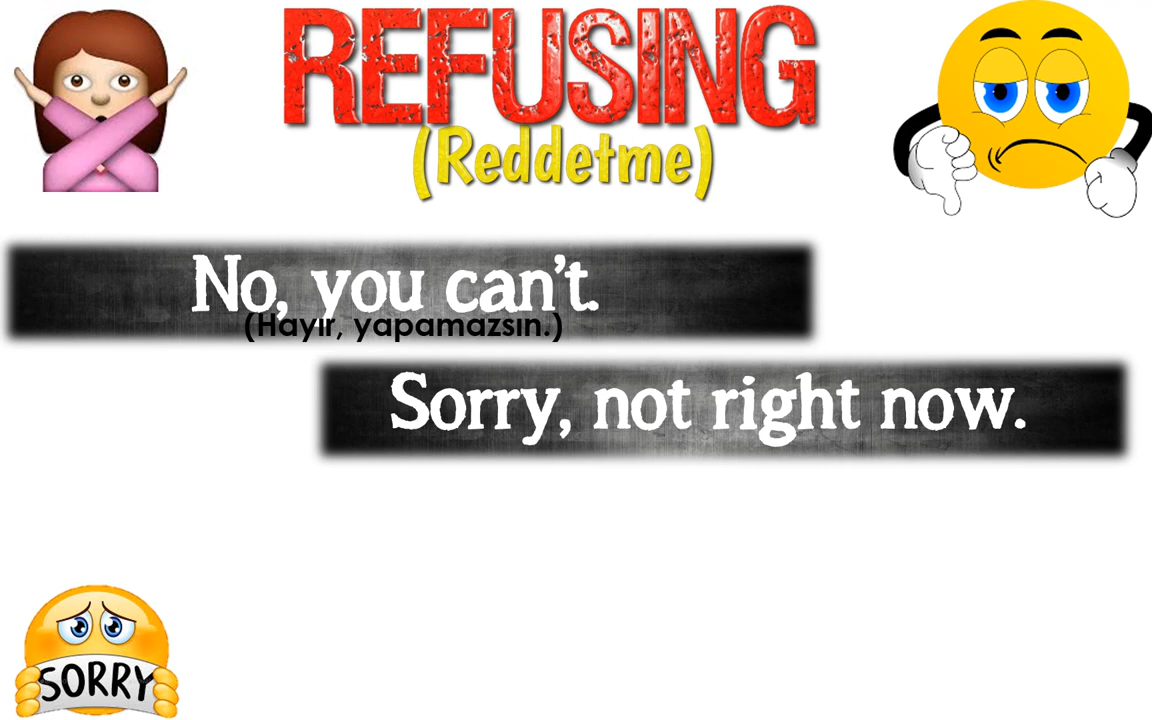 REFUSING
(Reddetme)
No, you can't.
(Hayır, yapamazsın.)
Sorry, not right now.
SORRY